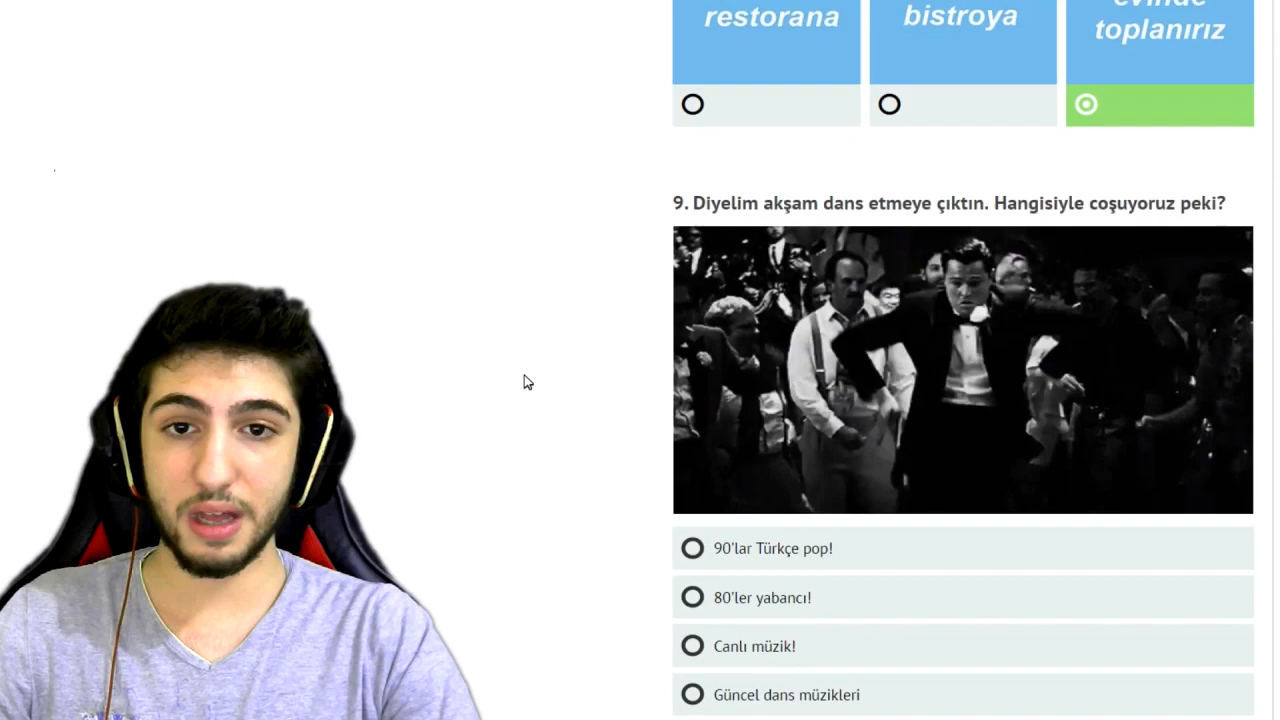 restorana
bistroya
evinde
toplanırız
9. Diyelim akşam dans etmeye çıktın. Hangisiyle coşuyoruz peki?
90'lar Türkçe pop!
80'ler yabancı!
Canlı müzik!
Güncel dans müzikleri